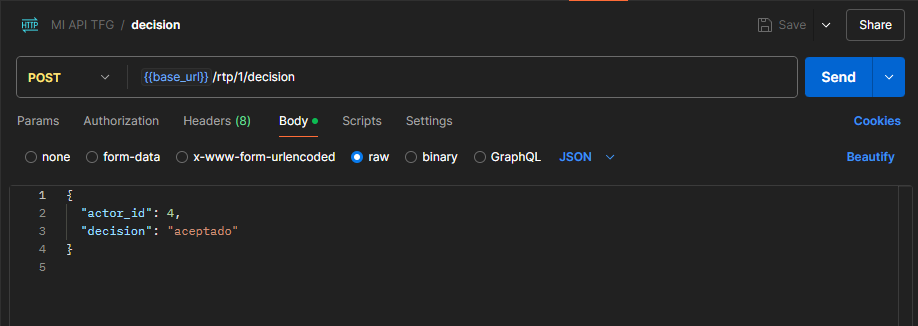 HTTP MI API TFG / decision Save Share
POST {{base_url}}/rtp/1/decision Send
Params Authorization Headers (8) Body Scripts Settings Cookies
none form-data x-www-form-urlencoded raw binary GraphQL JSON Beautify
1 {
2 "actor_id": 4,
3 "decision": "aceptado"
4 }
5